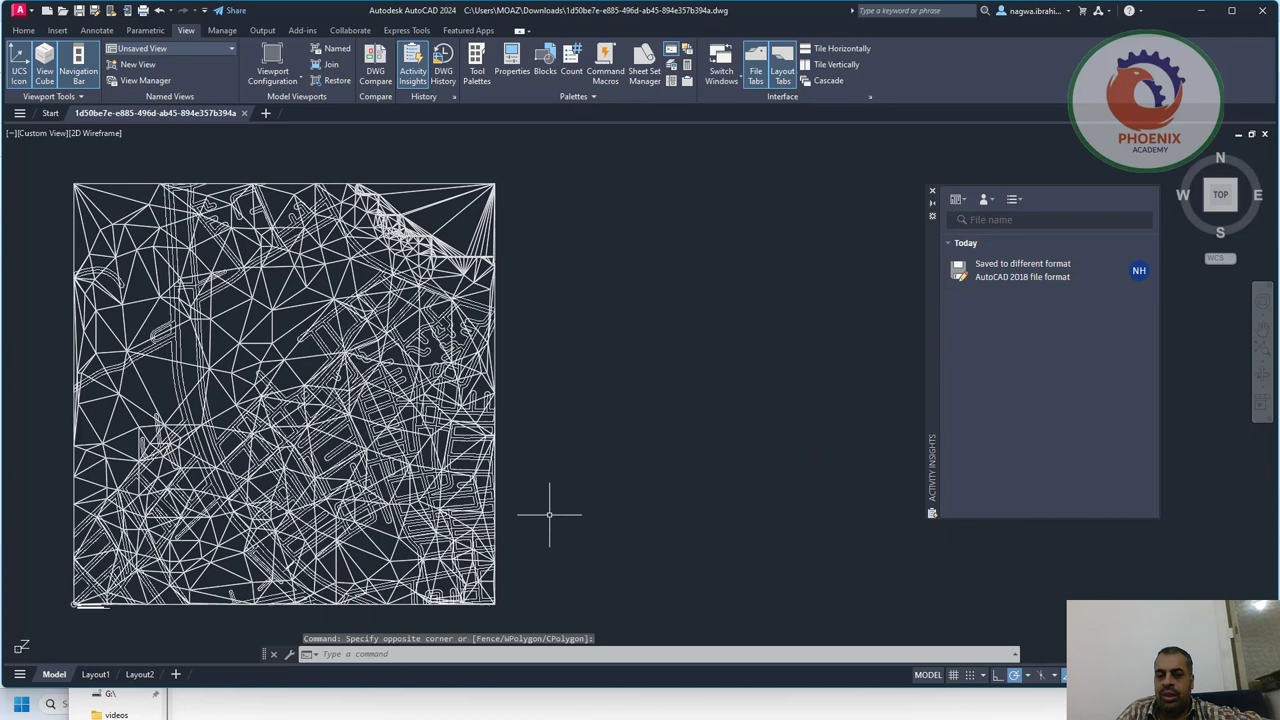 Share
Autodesk AutoCAD 2024
C:\Users\MOAZ\Downloads\1d50be7e-e885-496d-ab45-894e357b394a.dwg
Type a keyword or phrase
nagwa.ibrahi...
Home Insert Annotate Parametric View Manage Output Add-ins Collaborate Express Tools Featured Apps
Unsaved View
New View
View Manager
UCS Icon
View Cube
Navigation Bar
Viewport Configuration
Named
Join
Restore
DWG Compare
Activity Insights
DWG History
Tool Palettes
Properties
Blocks
Count
Command Macros
Sheet Set Manager
Switch Windows
File Tabs
Layout Tabs
Tile Horizontally
Tile Vertically
Cascade
Viewport Tools Named Views Model Viewports Compare History Palettes Interface
Start
1d50be7e-e885-496d-ab45-894e357b394a
[−][Custom View][2D Wireframe]
PHOENIX
ACADEMY
N
W TOP E
S
WCS
File name
Today
Saved to different format
AutoCAD 2018 file format
NH
ACTIVITY INSIGHTS
Z
Command: Specify opposite corner or [Fence/WPolygon/CPolygon]:
Type a command
Model Layout1 Layout2
MODEL
G:\
videos